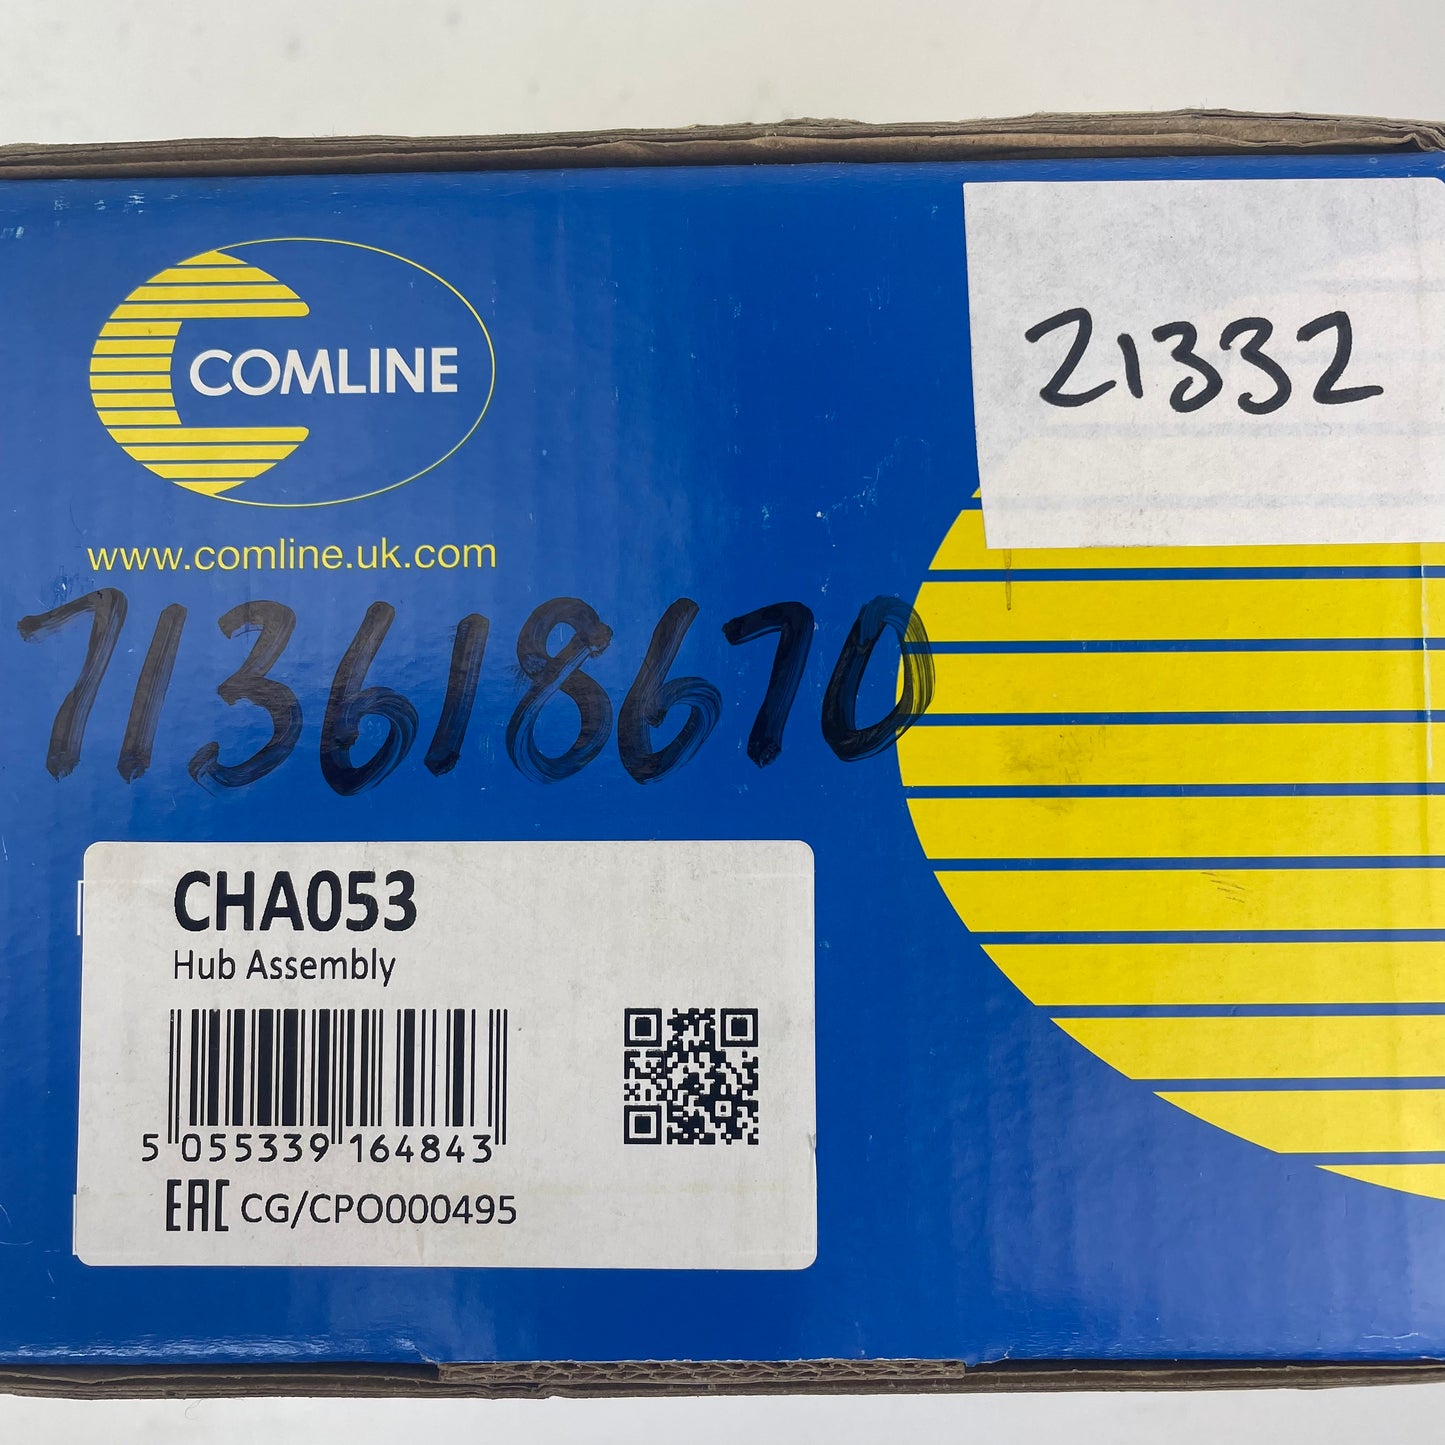 COMLINE
www.comline.uk.com
21332
713618670
CHA053
Hub Assembly
5 055339 164843
EAC CG/CPO000495